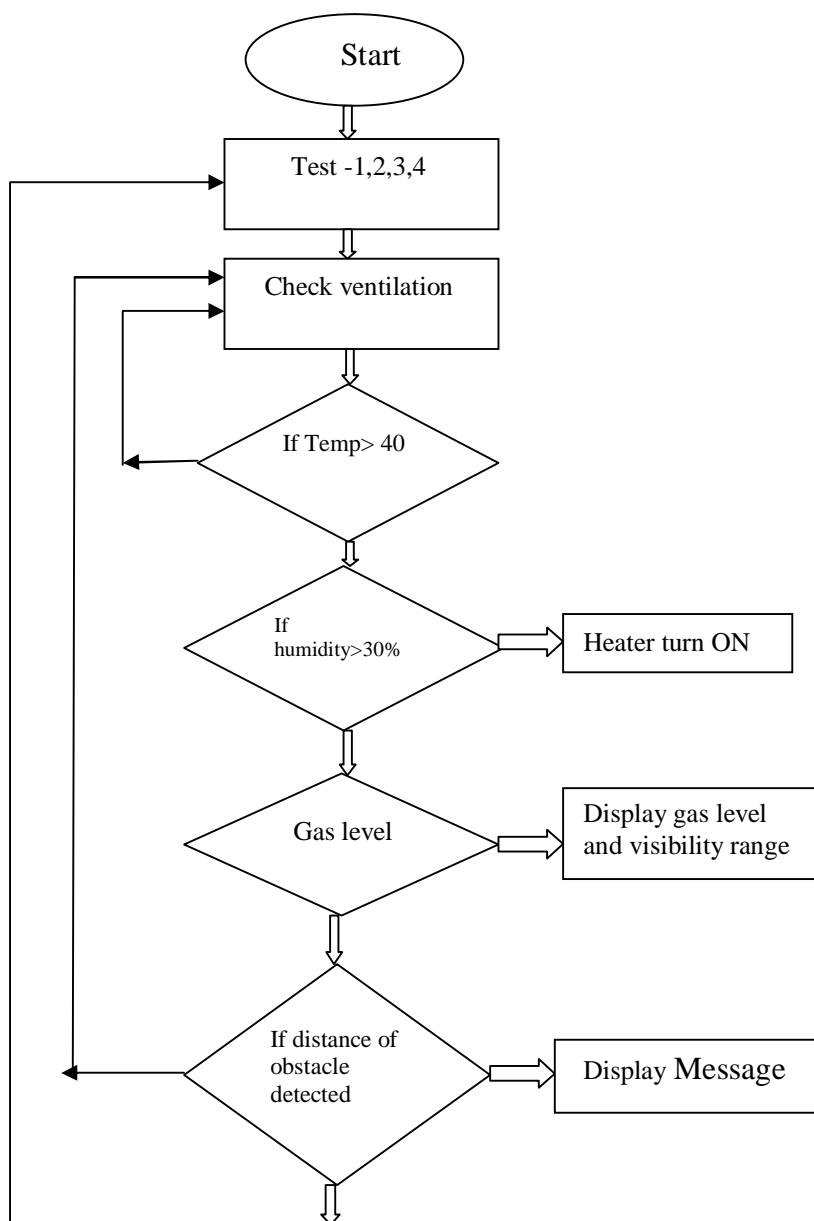 Start
Test -1,2,3,4
Check ventilation
If Temp> 40
If
humidity>30%
Heater turn ON
Gas level
Display gas level
and visibility range
If distance of
obstacle
detected
Display Message